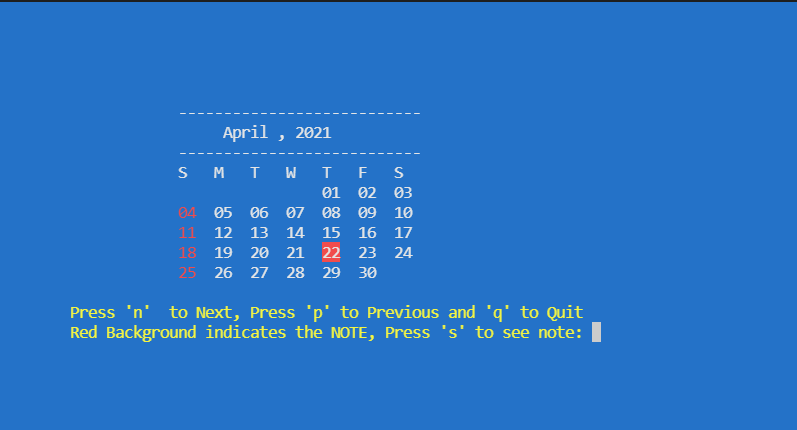 ---------------------------
April , 2021
---------------------------
S M T W T F S
01 02 03
04 05 06 07 08 09 10
11 12 13 14 15 16 17
18 19 20 21 22 23 24
25 26 27 28 29 30
Press 'n'  to Next, Press 'p' to Previous and 'q' to Quit
Red Background indicates the NOTE, Press 's' to see note: